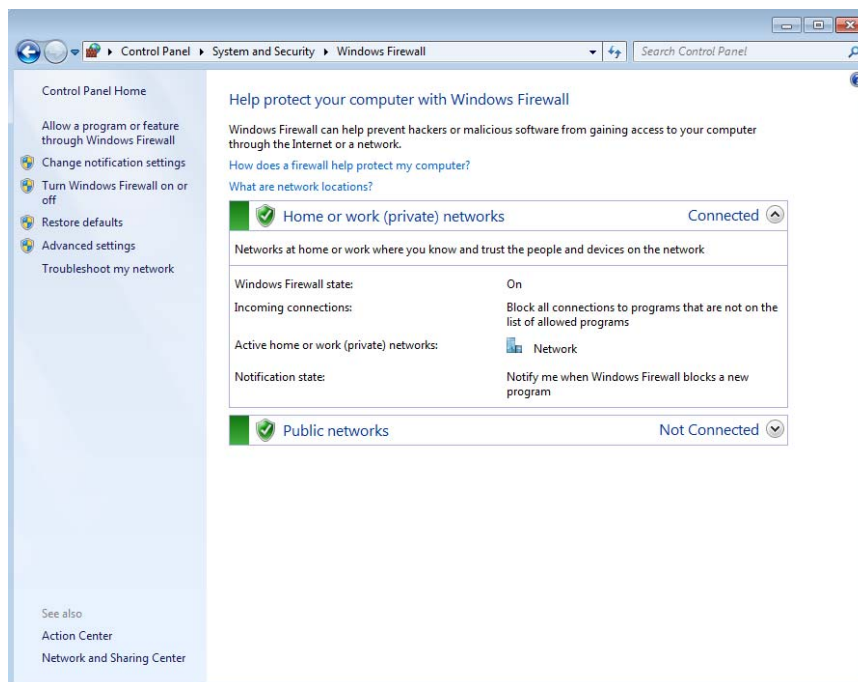 Control Panel System and Security Windows Firewall
Search Control Panel
Control Panel Home
Allow a program or feature
through Windows Firewall
Change notification settings
Turn Windows Firewall on or
off
Restore defaults
Advanced settings
Troubleshoot my network
See also
Action Center
Network and Sharing Center
Help protect your computer with Windows Firewall
Windows Firewall can help prevent hackers or malicious software from gaining access to your computer
through the Internet or a network.
How does a firewall help protect my computer?
What are network locations?
Home or work (private) networks Connected
Networks at home or work where you know and trust the people and devices on the network
Windows Firewall state: On
Incoming connections: Block all connections to programs that are not on the
list of allowed programs
Active home or work (private) networks: Network
Notification state: Notify me when Windows Firewall blocks a new
program
Public networks Not Connected